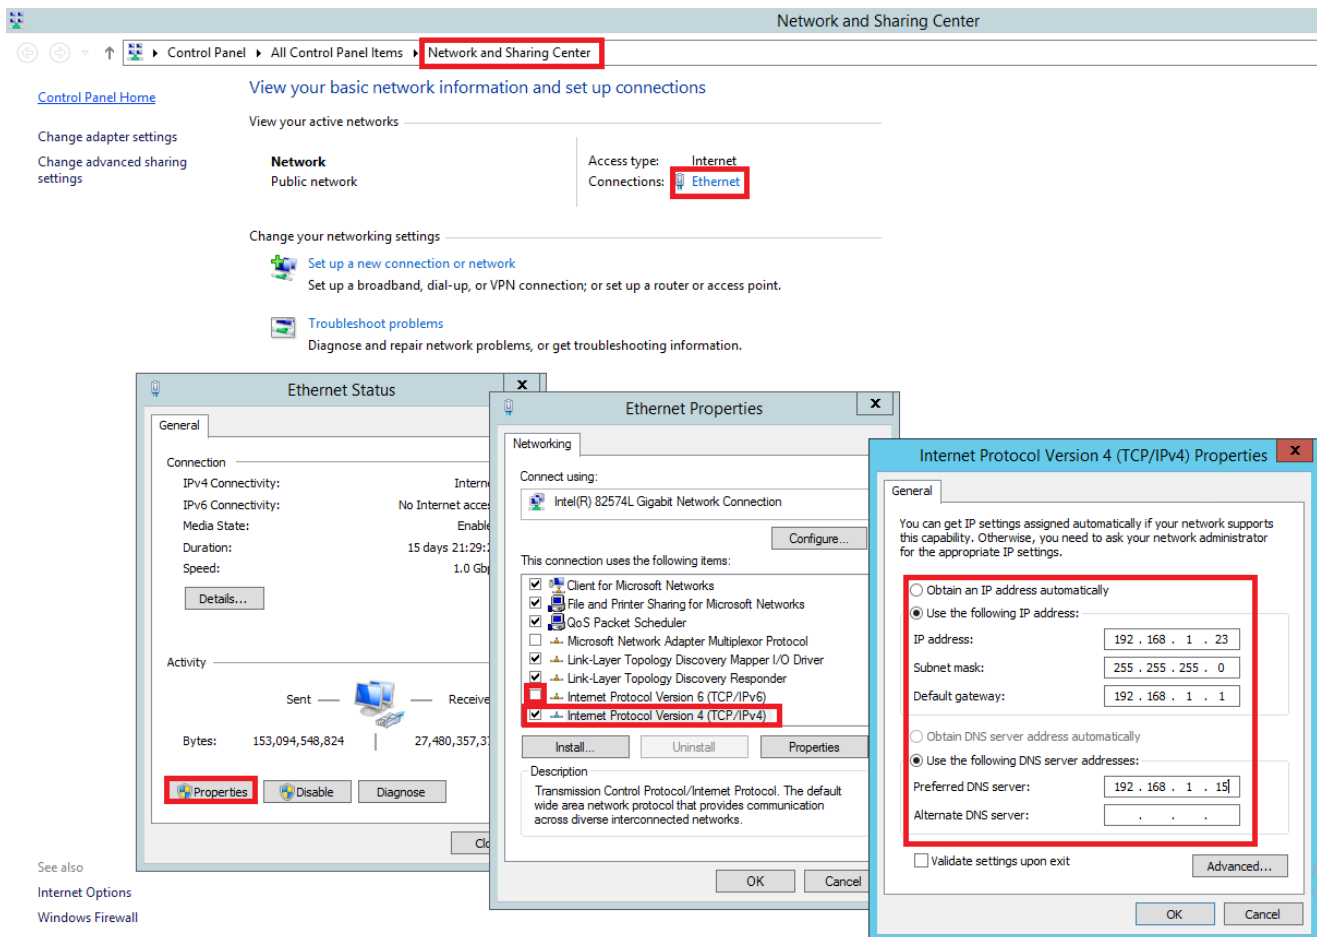 Network and Sharing Center
Control Panel
All Control Panel Items
Network and Sharing Center
Control Panel Home
Change adapter settings
Change advanced sharing
settings
View your basic network information and set up connections
View your active networks
Network
Public network
Access type: Internet
Connections: Ethernet
Change your networking settings
Set up a new connection or network
Set up a broadband, dial-up, or VPN connection; or set up a router or access point.
Troubleshoot problems
Diagnose and repair network problems, or get troubleshooting information.
Ethernet Status
General
Connection
IPv4 Connectivity: Intern
IPv6 Connectivity: No Internet acce
Media State: Enable
Duration: 15 days 21:29:
Speed: 1.0 Gb
Details...
Activity
Sent
Receive
Bytes: 153,094,548,824 27,480,357,3
Properties
Disable
Diagnose
Clo
Ethernet Properties
Networking
Connect using:
Intel(R) 82574L Gigabit Network Connection
Configure...
This connection uses the following items:
Client for Microsoft Networks
File and Printer Sharing for Microsoft Networks
QoS Packet Scheduler
Microsoft Network Adapter Multiplexor Protocol
Link-Layer Topology Discovery Mapper I/O Driver
Link-Layer Topology Discovery Responder
Internet Protocol Version 6 (TCP/IPv6)
Internet Protocol Version 4 (TCP/IPv4)
Install...
Uninstall
Properties
Description
Transmission Control Protocol/Internet Protocol. The default
wide area network protocol that provides communication
across diverse interconnected networks.
OK
Cancel
Internet Protocol Version 4 (TCP/IPv4) Properties
General
You can get IP settings assigned automatically if your network supports
this capability. Otherwise, you need to ask your network administrator
for the appropriate IP settings.
Obtain an IP address automatically
Use the following IP address:
IP address: 192 . 168 . 1 . 23
Subnet mask: 255 . 255 . 255 . 0
Default gateway: 192 . 168 . 1 . 1
Obtain DNS server address automatically
Use the following DNS server addresses:
Preferred DNS server: 192 . 168 . 1 . 15
Alternate DNS server: . . .
Validate settings upon exit
Advanced...
OK
Cancel
See also
Internet Options
Windows Firewall